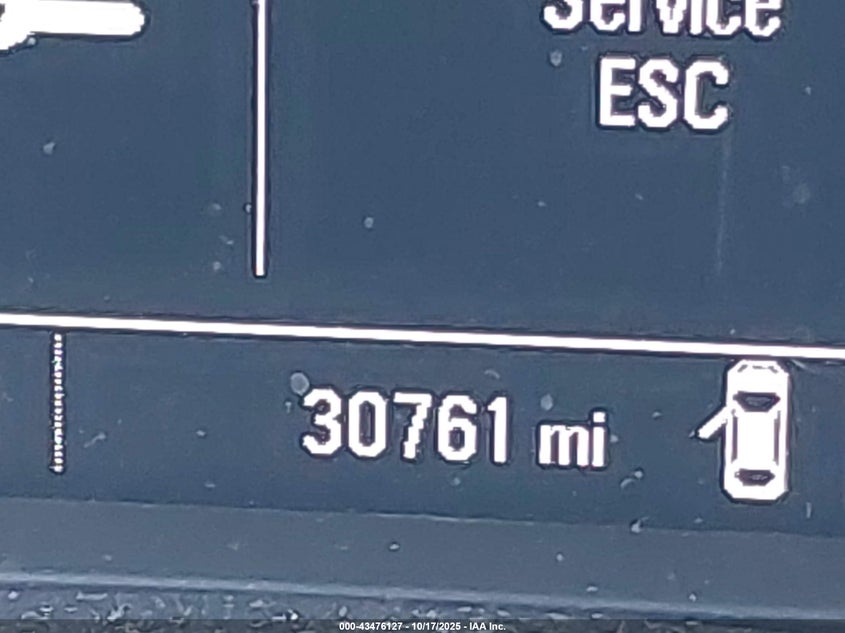 Service
ESC
30761 mi
000-43476127 - 10/17/2025 - IAA Inc.